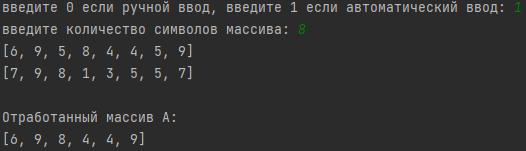 введите 0 если ручной ввод, введите 1 если автоматический ввод: 1
введите количество символов массива: 8
[6, 9, 5, 8, 4, 4, 5, 9]
[7, 9, 8, 1, 3, 5, 5, 7]
Отработанный массив А:
[6, 9, 8, 4, 4, 9]